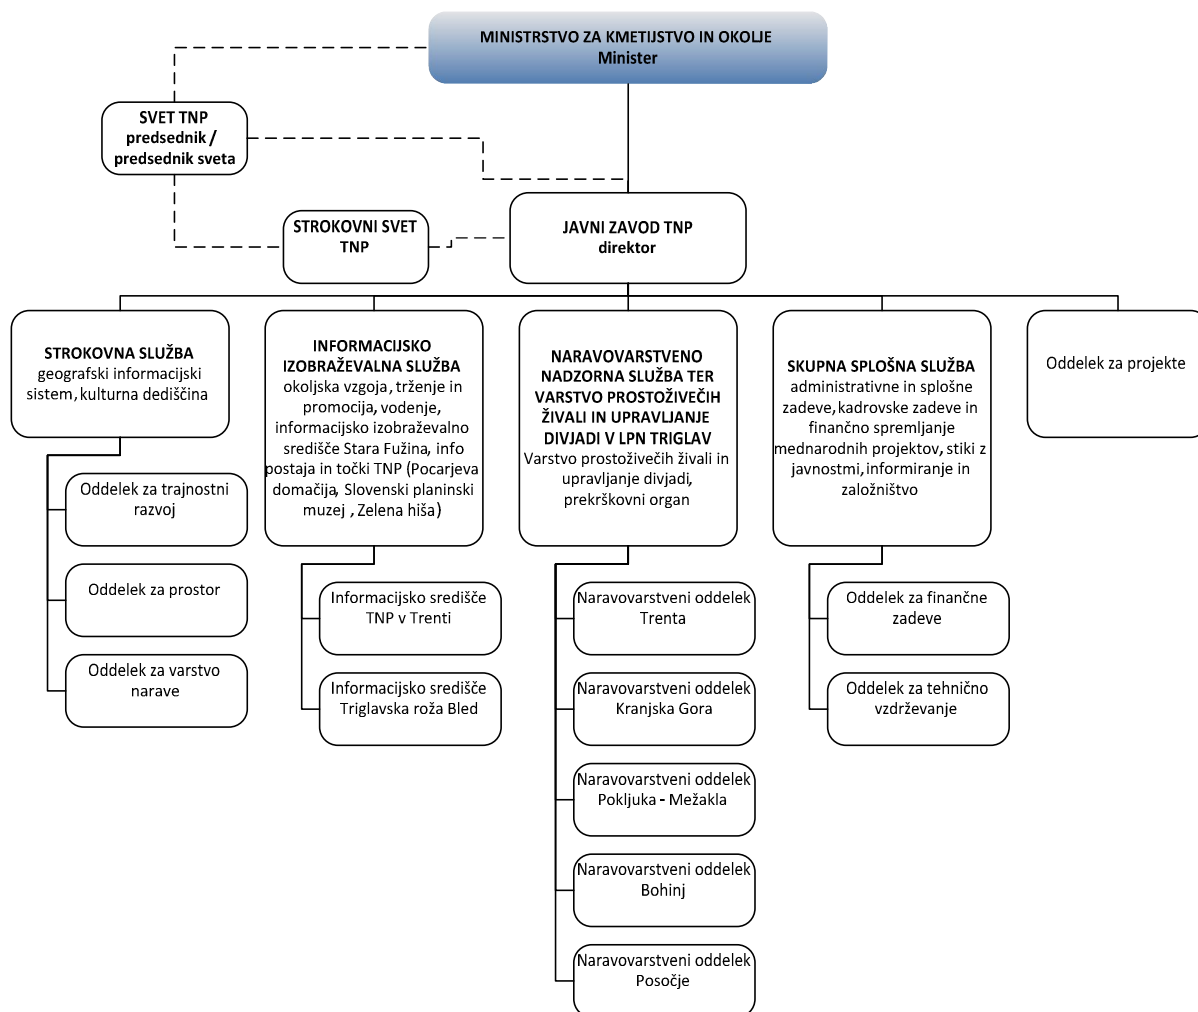 MINISTRSTVO ZA KMETIJSTVO IN OKOLJE
Minister
SVET TNP
predsednik /
predsednik sveta
STROKOVNI SVET
TNP
JAVNI ZAVOD TNP
direktor
STROKOVNA SLUŽBA
geografski informacijski
sistem, kulturna dediščina
Oddelek za trajnostni
razvoj
Oddelek za prostor
Oddelek za varstvo
narave
INFORMACIJSKO
IZOBRAŽEVALNA SLUŽBA
okoljska vzgoja, trženje in
promocija, vodenje,
informacijsko izobraževalno
središče Stara Fužina, info
postaja in točki TNP (Pocarjeva
domačija, Slovenski planinski
muzej , Zelena hiša)
Informacijsko središče
TNP v Trenti
Informacijsko središče
Triglavska roža Bled
NARAVOVARSTVENO
NADZORNA SLUŽBA TER
VARSTVO PROSTOŽIVEČIH
ŽIVALI IN UPRAVLJANJE
DIVJADI V LPN TRIGLAV
Varstvo prostoživečih živali in
upravljanje divjadi,
prekrškovni organ
Naravovarstveni oddelek
Trenta
Naravovarstveni oddelek
Kranjska Gora
Naravovarstveni oddelek
Pokljuka - Mežakla
Naravovarstveni oddelek
Bohinj
Naravovarstveni oddelek
Posočje
SKUPNA SPLOŠNA SLUŽBA
administrativne in splošne
zadeve, kadrovske zadeve in
finančno spremljanje
mednarodnih projektov, stiki z
javnostmi, informiranje in
založništvo
Oddelek za finančne
zadeve
Oddelek za tehnično
vzdrževanje
Oddelek za projekte